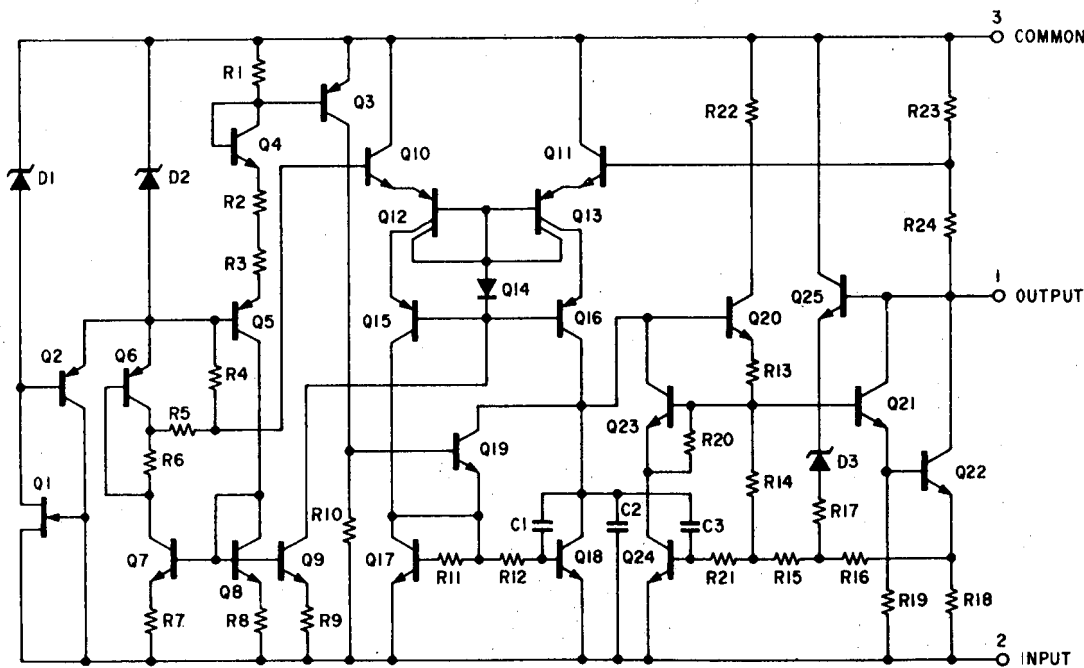 3
COMMON
R1
Q3
Q4
R22
R23
D1
D2
Q10
Q11
R2
Q12
Q13
R24
R3
Q14
1
OUTPUT
Q25
Q5
Q15
Q16
Q20
Q2
Q6
R4
R13
R5
Q23
Q21
R20
R6
Q19
D3
Q22
Q1
R14
R10
C1
C2
C3
R17
Q7
Q8
Q9
Q17
R11
R12
Q18
Q24
R21
R15
R16
R7
R8
R9
R19
R18
2
INPUT